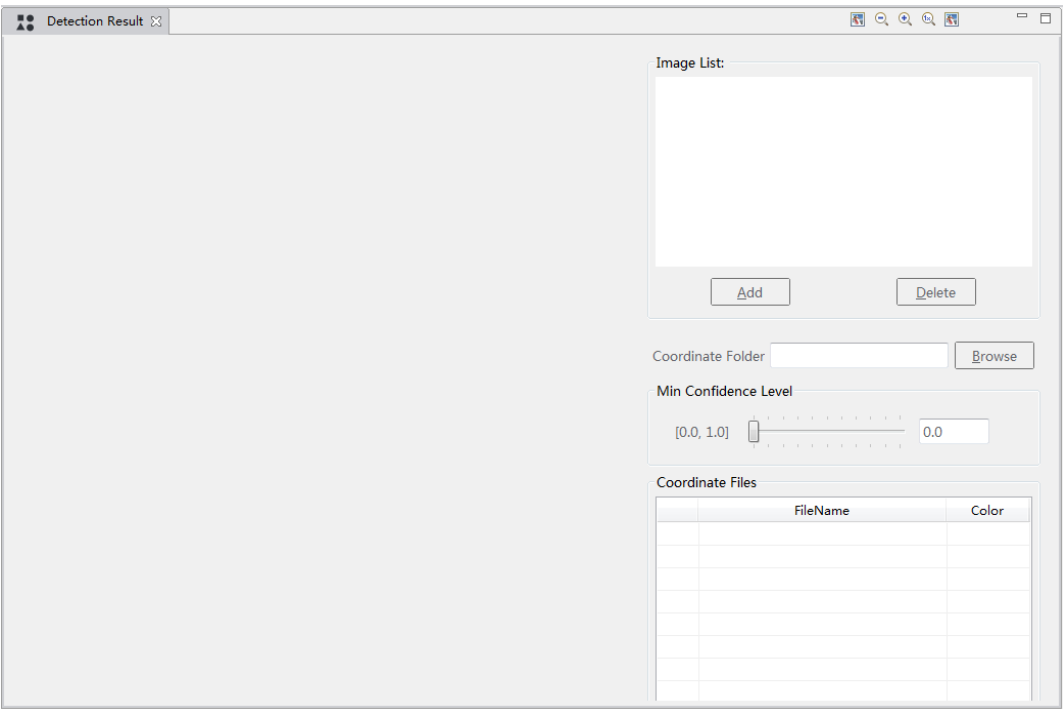 Detection Result
Image List:
Add Delete
Coordinate Folder Browse
Min Confidence Level
[0.0, 1.0] 0.0
Coordinate Files
FileName Color